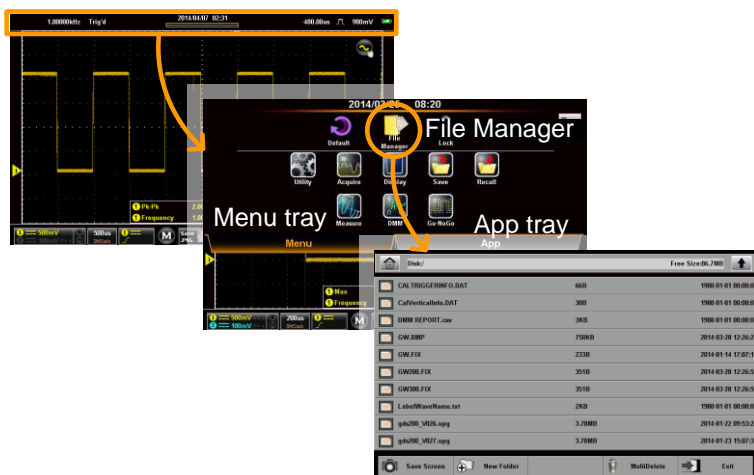 1.00000kHz Trig'd 2014/04/07 02:31 -480.00us 980mV
Pk-Pk
Frequency
500mV 500us M Save
2014/03/26 08:20
Default File Manager Lock
File Manager
Utility Acquire Display Save Recall
Measure DMM Go-NoGo
Menu tray
App tray
Menu App
Max
Frequency
500mV 200us M
100mV
Disk:/ Free Size:86.7MB
CALTRIGGERINFO.DAT 66B 1980-01-01 00:00:0
CalVerticalInfo.DAT 30B 1980-01-01 00:00:0
DMM REPORT.csv 3KB 1980-01-01 00:00:0
GW.BMP 750KB 2014-03-20 12:26:2
GW.FIX 233B 2014-01-14 17:07:1
GW200.FIX 351B 2014-03-20 12:26:5
GW300.FIX 351B 2014-03-20 12:26:5
LabelWaveName.txt 2KB 1980-01-01 00:00:0
gds200_V026.upg 3.70MB 2014-01-22 09:53:2
gds200_V027.upg 3.70MB 2014-01-23 15:07:3
Save Screen New Folder MultiDelete Exit